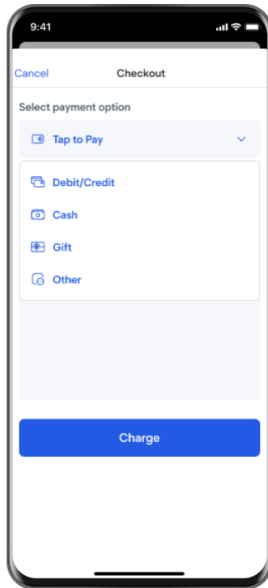 9:41
Cancel
Checkout
Select payment option
Tap to Pay
Debit/Credit
Cash
Gift
Other
Charge